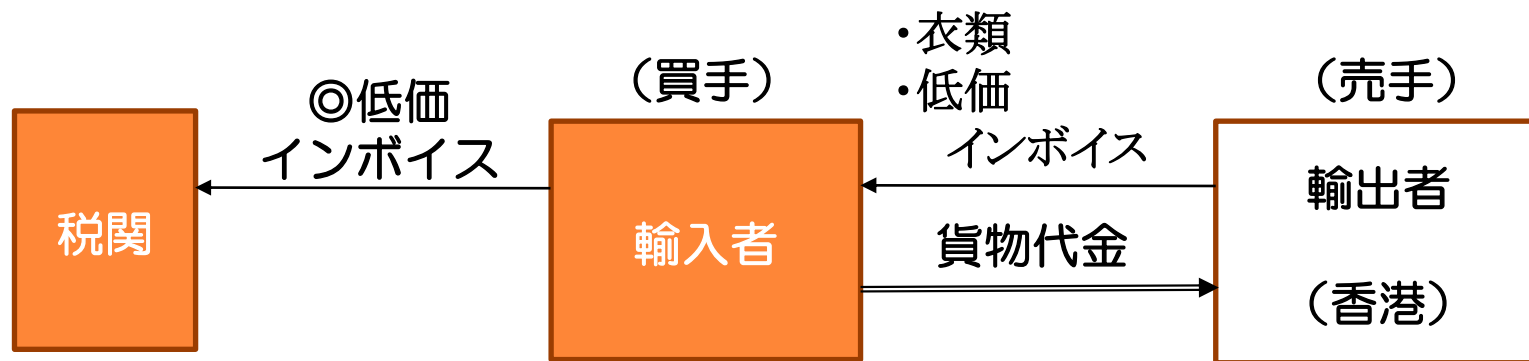 税関
◎低価
インボイス
（買手）
輸入者
・衣類
・低価
インボイス
貨物代金
（売手）
輸出者
（香港）